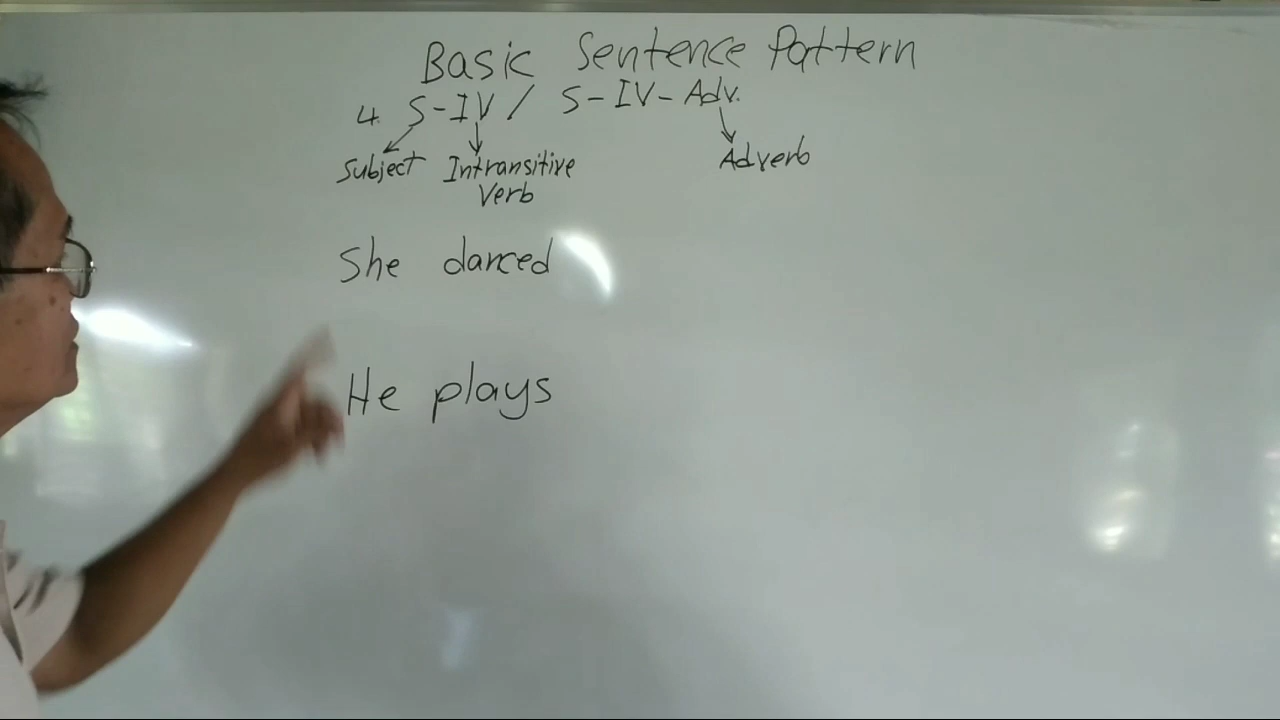 Basic Sentence Pattern
4. S-IV / S-IV-Adv.
Subject Intransitive Verb Adverb
She danced
He plays